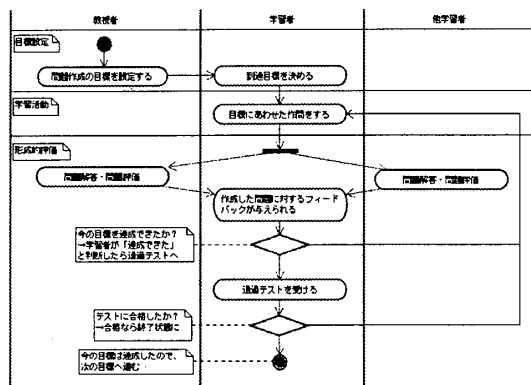 教授者
学習者
他学習者
目標設定
問題作成の目標を設定する
到達目標を決める
学習活動
目標にあわせた作問をする
形成的評価
問題解答・問題評価
問題解答・問題評価
作成した問題に対するフィード
バックが与えられる
今の目標を達成できたか?
→学習者が「達成できた」
と判断したら通過テストへ
通過テストを受ける
テストに合格したか?
→合格なら終了状態に
今の目標は達成したので、
次の目標へ進む